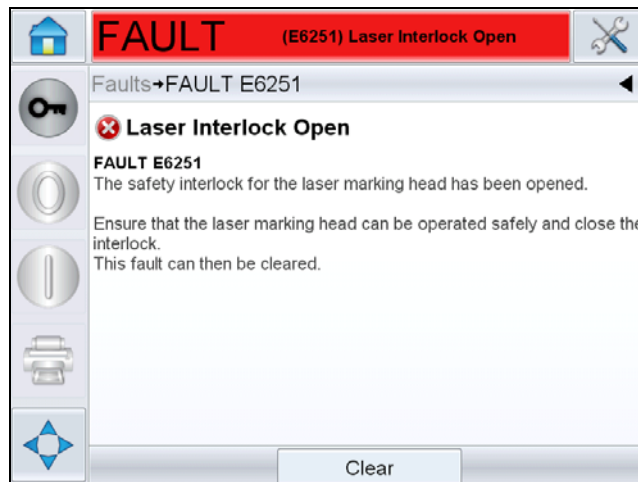 FAULT (E6251) Laser Interlock Open
Faults→FAULT E6251
Laser Interlock Open
FAULT E6251
The safety interlock for the laser marking head has been opened.
Ensure that the laser marking head can be operated safely and close the
interlock.
This fault can then be cleared.
Clear